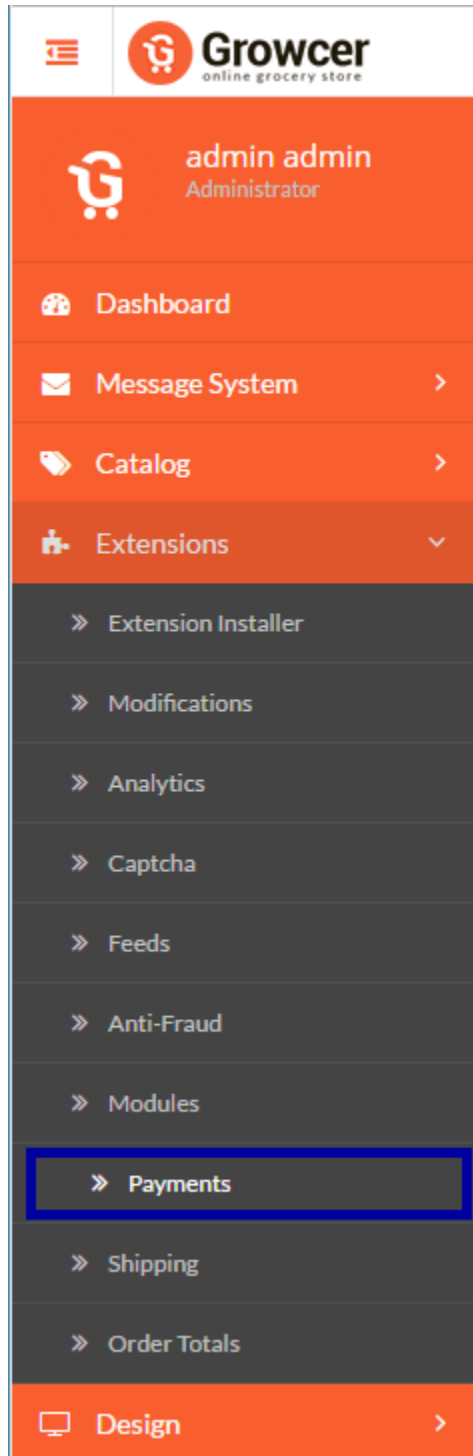 Growcer
online grocery store
admin admin
Administrator
Dashboard
Message System
Catalog
Extensions
Extension Installer
Modifications
Analytics
Captcha
Feeds
Anti-Fraud
Modules
Payments
Shipping
Order Totals
Design